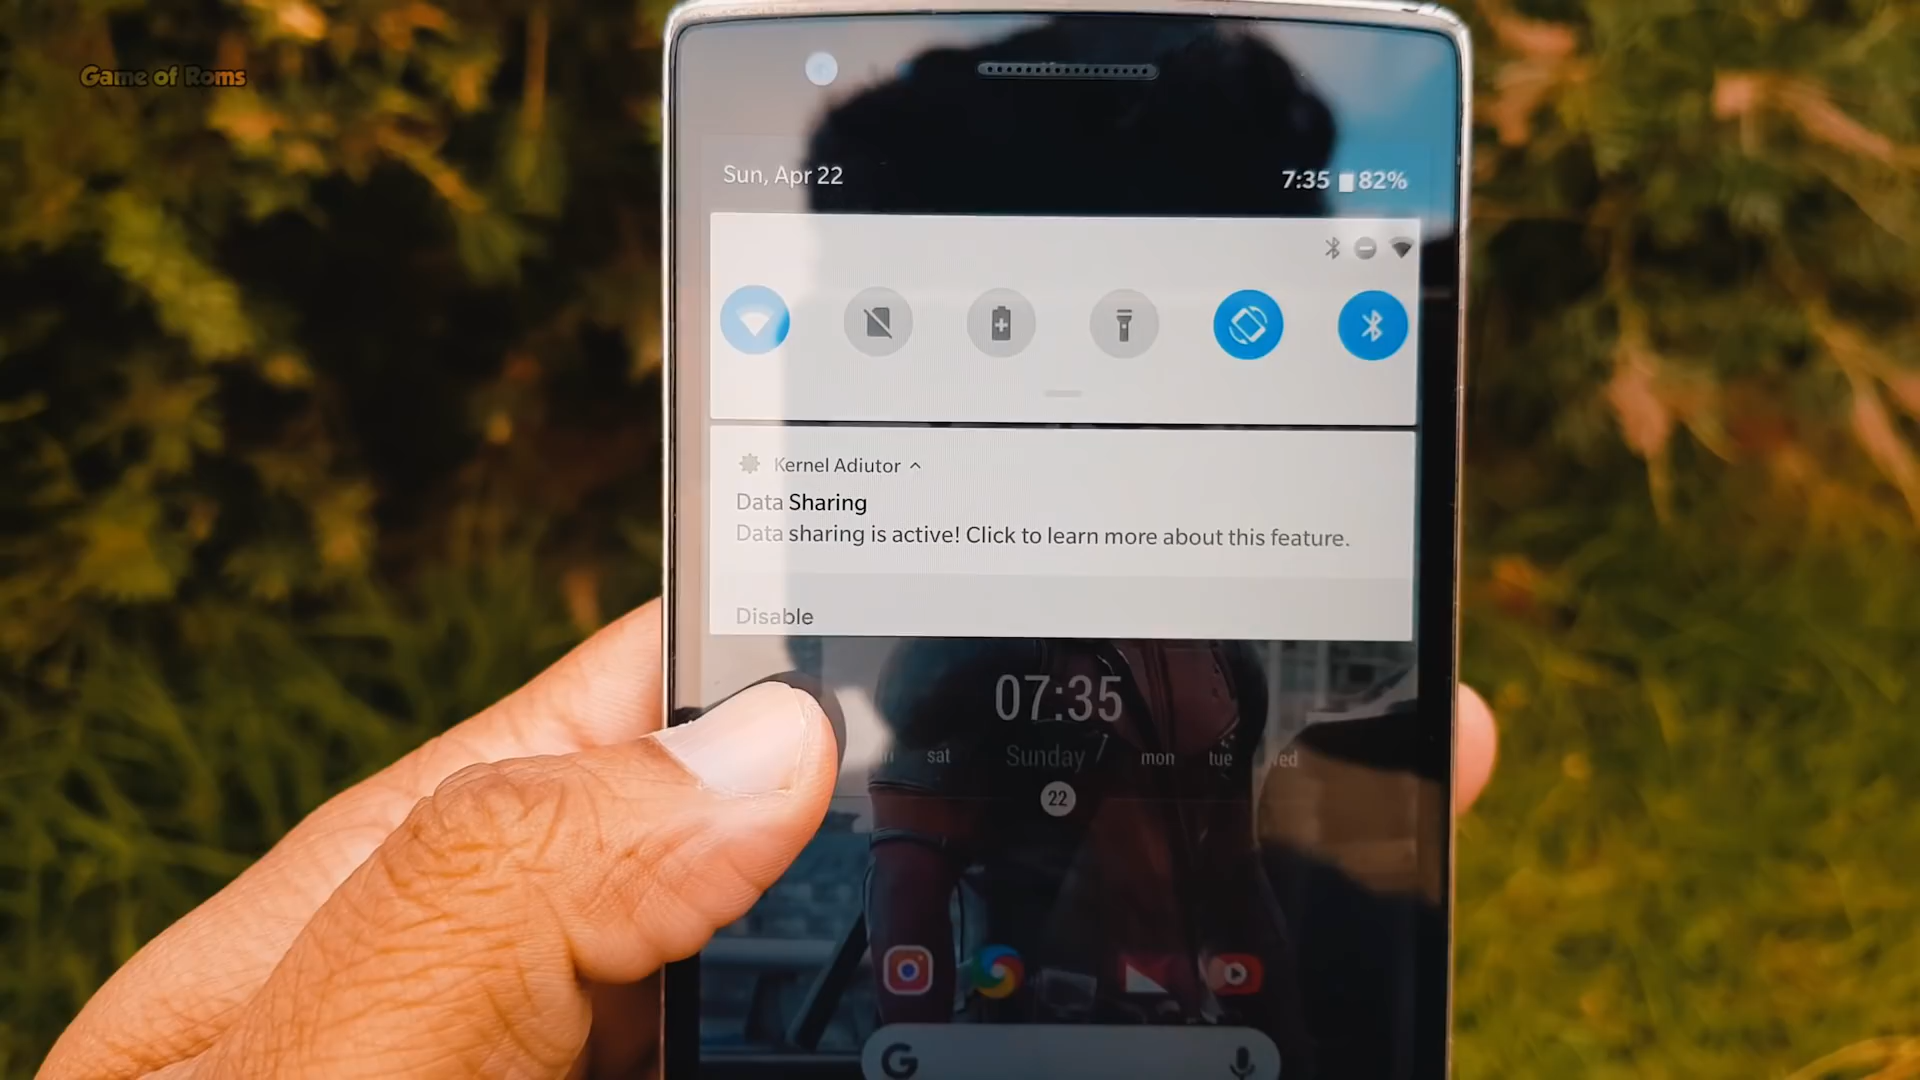 Game of Roms
Sun, Apr 22
7:35 82%
Kernel Adiutor
Data Sharing
Data sharing is active! Click to learn more about this feature.
Disable
07:35
sat Sunday mon tue
22
G